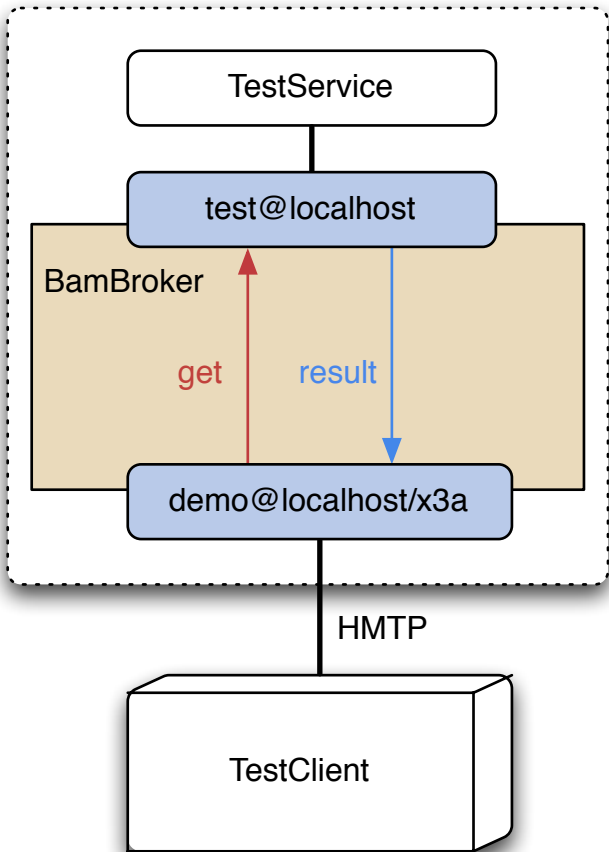 TestService
test@localhost
BamBroker
get
result
demo@localhost/x3a
HMTP
TestClient